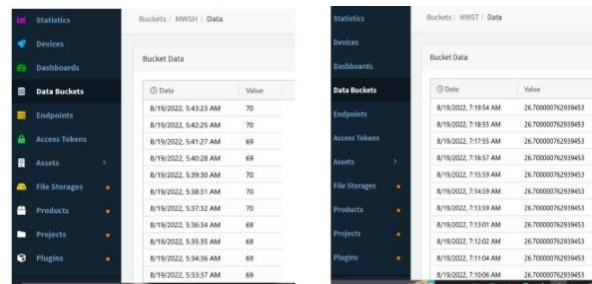 Statistics
Devices
Dashboards
Data Buckets
Endpoints
Access Tokens
Assets >
File Storages
Products
Projects
Plugins
Buckets / MWSH / Data
Bucket Data
Date Value
8/19/2022, 5:43:23 AM 70
8/19/2022, 5:42:25 AM 70
8/19/2022, 5:41:27 AM 69
8/19/2022, 5:40:28 AM 69
8/19/2022, 5:39:30 AM 70
8/19/2022, 5:38:31 AM 70
8/19/2022, 5:37:32 AM 70
8/19/2022, 5:36:34 AM 69
8/19/2022, 5:35:35 AM 69
8/19/2022, 5:34:36 AM 69
8/19/2022, 5:33:37 AM 69
Statistics
Devices
Dashboards
Data Buckets
Endpoints
Access Tokens
Assets >
File Storages
Products
Projects
Plugins
Buckets / MWST / Data
Bucket Data
Date Value
8/19/2022, 7:19:54 AM 26.700000762939453
8/19/2022, 7:18:55 AM 26.700000762939453
8/19/2022, 7:17:55 AM 26.700000762939453
8/19/2022, 7:16:57 AM 26.700000762939453
8/19/2022, 7:15:59 AM 26.700000762939453
8/19/2022, 7:14:59 AM 26.700000762939453
8/19/2022, 7:13:59 AM 26.700000762939453
8/19/2022, 7:13:01 AM 26.700000762939453
8/19/2022, 7:12:02 AM 26.700000762939453
8/19/2022, 7:11:04 AM 26.700000762939453
8/19/2022, 7:10:06 AM 26.700000762939453